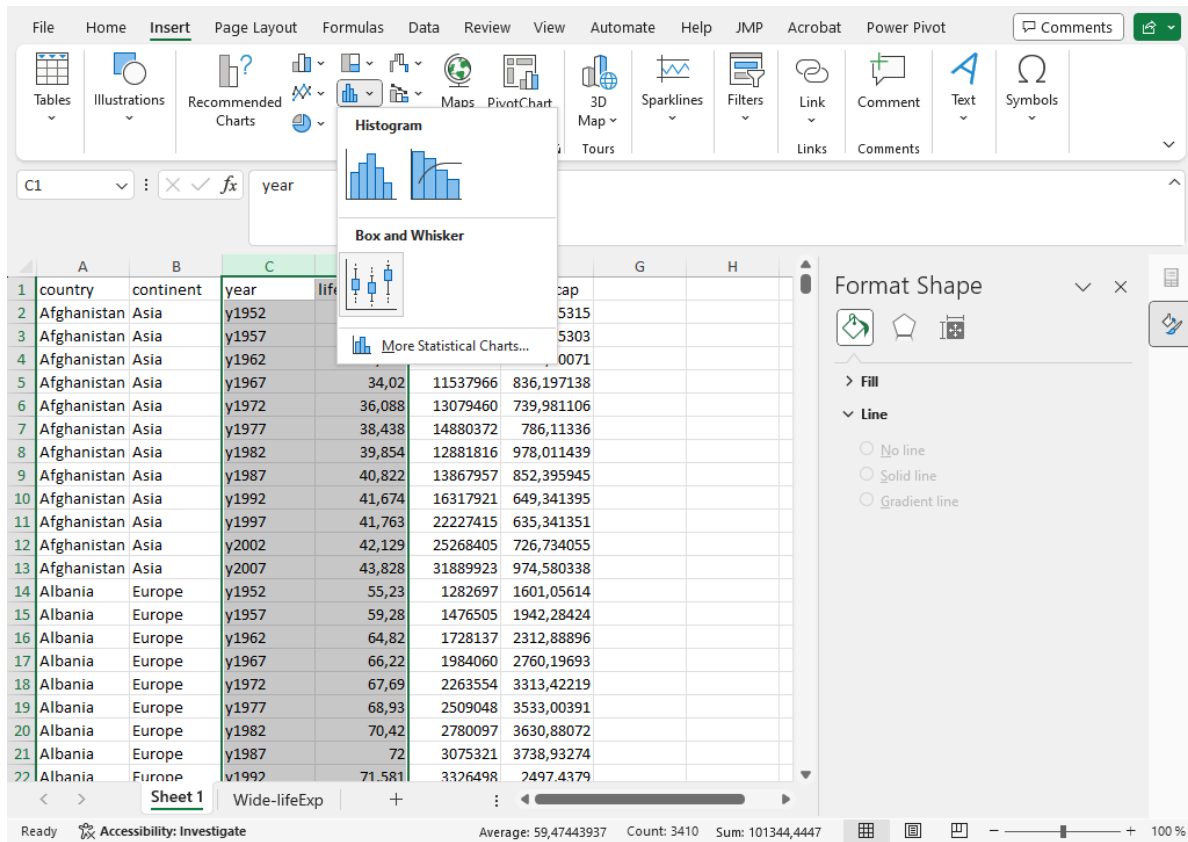 File Home Insert Page Layout Formulas Data Review View Automate Help JMP Acrobat Power Pivot Comments
Tables Illustrations Recommended Charts Maps PivotChart 3D Map Sparklines Filters Link Comment Text Symbols
Tours Links Comments
Histogram
Box and Whisker
More Statistical Charts...
C1 fx year
A B C G H
1 country continent year life cap
2 Afghanistan Asia y1952 5315
3 Afghanistan Asia y1957 5303
4 Afghanistan Asia y1962 0071
5 Afghanistan Asia y1967 34,02 11537966 836,197138
6 Afghanistan Asia y1972 36,088 13079460 739,981106
7 Afghanistan Asia y1977 38,438 14880372 786,11336
8 Afghanistan Asia y1982 39,854 12881816 978,011439
9 Afghanistan Asia y1987 40,822 13867957 852,395945
10 Afghanistan Asia y1992 41,674 16317921 649,341395
11 Afghanistan Asia y1997 41,763 22227415 635,341351
12 Afghanistan Asia y2002 42,129 25268405 726,734055
13 Afghanistan Asia y2007 43,828 31889923 974,580338
14 Albania Europe y1952 55,23 1282697 1601,05614
15 Albania Europe y1957 59,28 1476505 1942,28424
16 Albania Europe y1962 64,82 1728137 2312,88896
17 Albania Europe y1967 66,22 1984060 2760,19693
18 Albania Europe y1972 67,69 2263554 3313,42219
19 Albania Europe y1977 68,93 2509048 3533,00391
20 Albania Europe y1982 70,42 2780097 3630,88072
21 Albania Europe y1987 72 3075321 3738,93274
22 Albania Europe y1992 71,581 3326498 2497,4379
Format Shape
Fill
Line
No line
Solid line
Gradient line
Sheet 1 Wide-lifeExp
Ready Accessibility: Investigate Average: 59,47443937 Count: 3410 Sum: 101344,4447 100 %